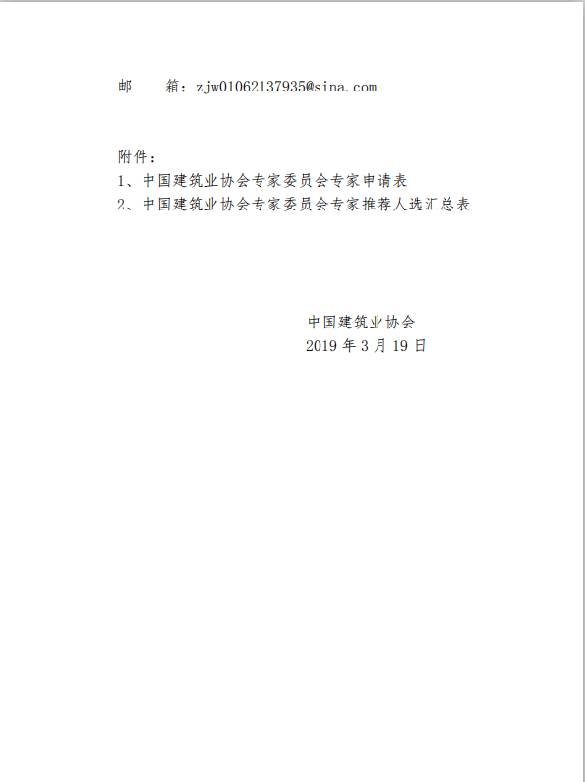 邮 箱：zjw01062137935@sina.com
附件：
1、中国建筑业协会专家委员会专家申请表
2、中国建筑业协会专家委员会专家推荐人选汇总表
中国建筑业协会
2019 年 3 月 19 日